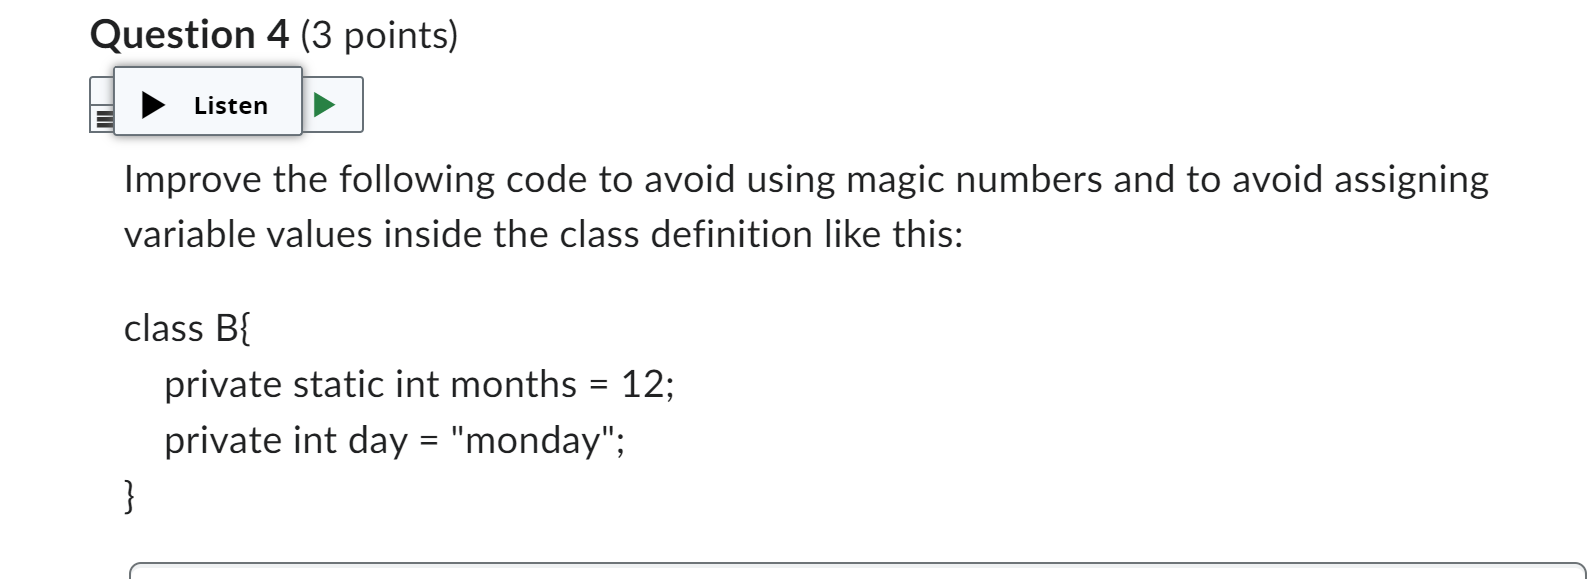 Question 4 (3 points)
Listen
Improve the following code to avoid using magic numbers and to avoid assigning
variable values inside the class definition like this:
class B{
private static int months = 12;
private int day = "monday";
}